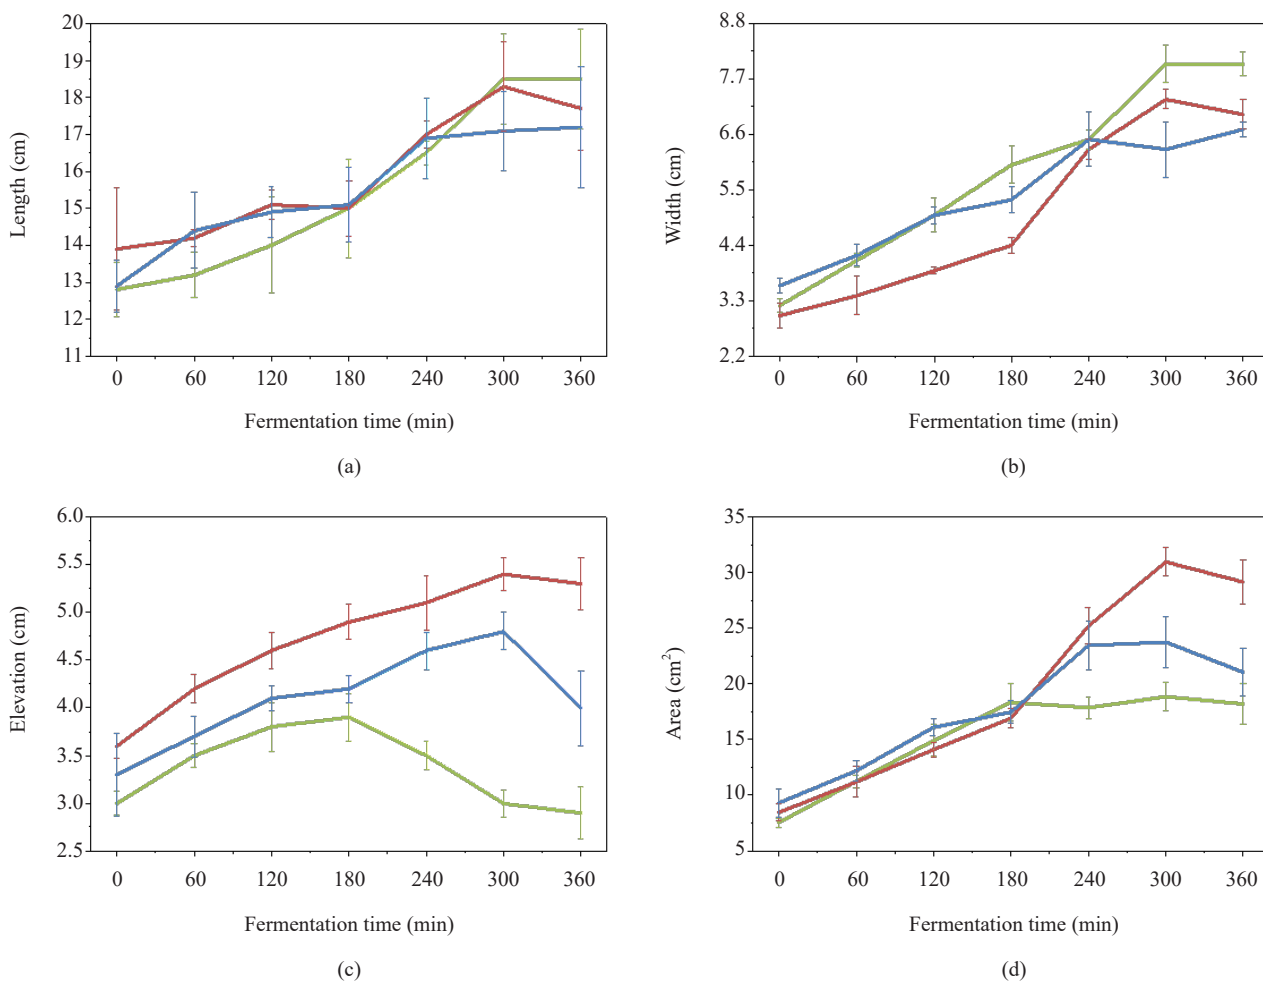 20
19
18
17
16
15
14
13
12
11
Length (cm)
0 60 120 180 240 300 360
Fermentation time (min)
(a)
8.8
7.7
6.6
5.5
4.4
3.3
2.2
Width (cm)
0 60 120 180 240 300 360
Fermentation time (min)
(b)
6.0
5.5
5.0
4.5
4.0
3.5
3.0
2.5
Elevation (cm)
0 60 120 180 240 300 360
Fermentation time (min)
(c)
35
30
25
20
15
10
5
Area (cm²)
0 60 120 180 240 300 360
Fermentation time (min)
(d)